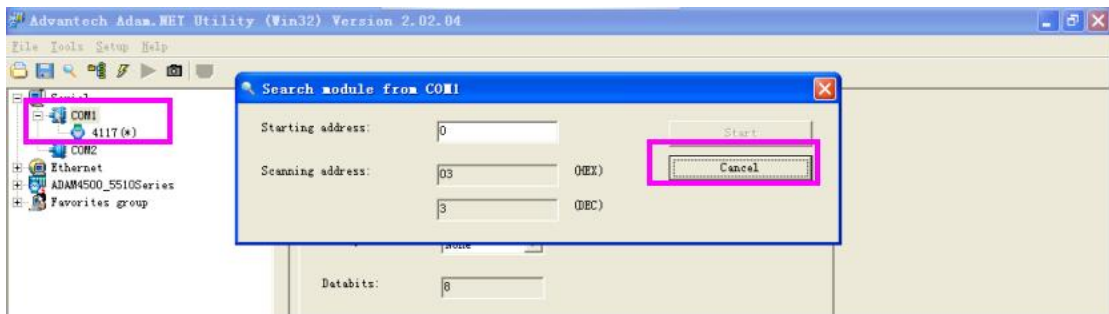 Advantech Adam.NET Utility (Win32) Version 2.02.04
File Tools Setup Help
Search module from COM1
Serial
COM1
4117(*)
COM2
Ethernet
ADAM4500_5510Series
Favorites group
Starting address: 0 Start
Scanning address: 03 (HEX) Cancel
3 (DEC)
None
Databits: 8